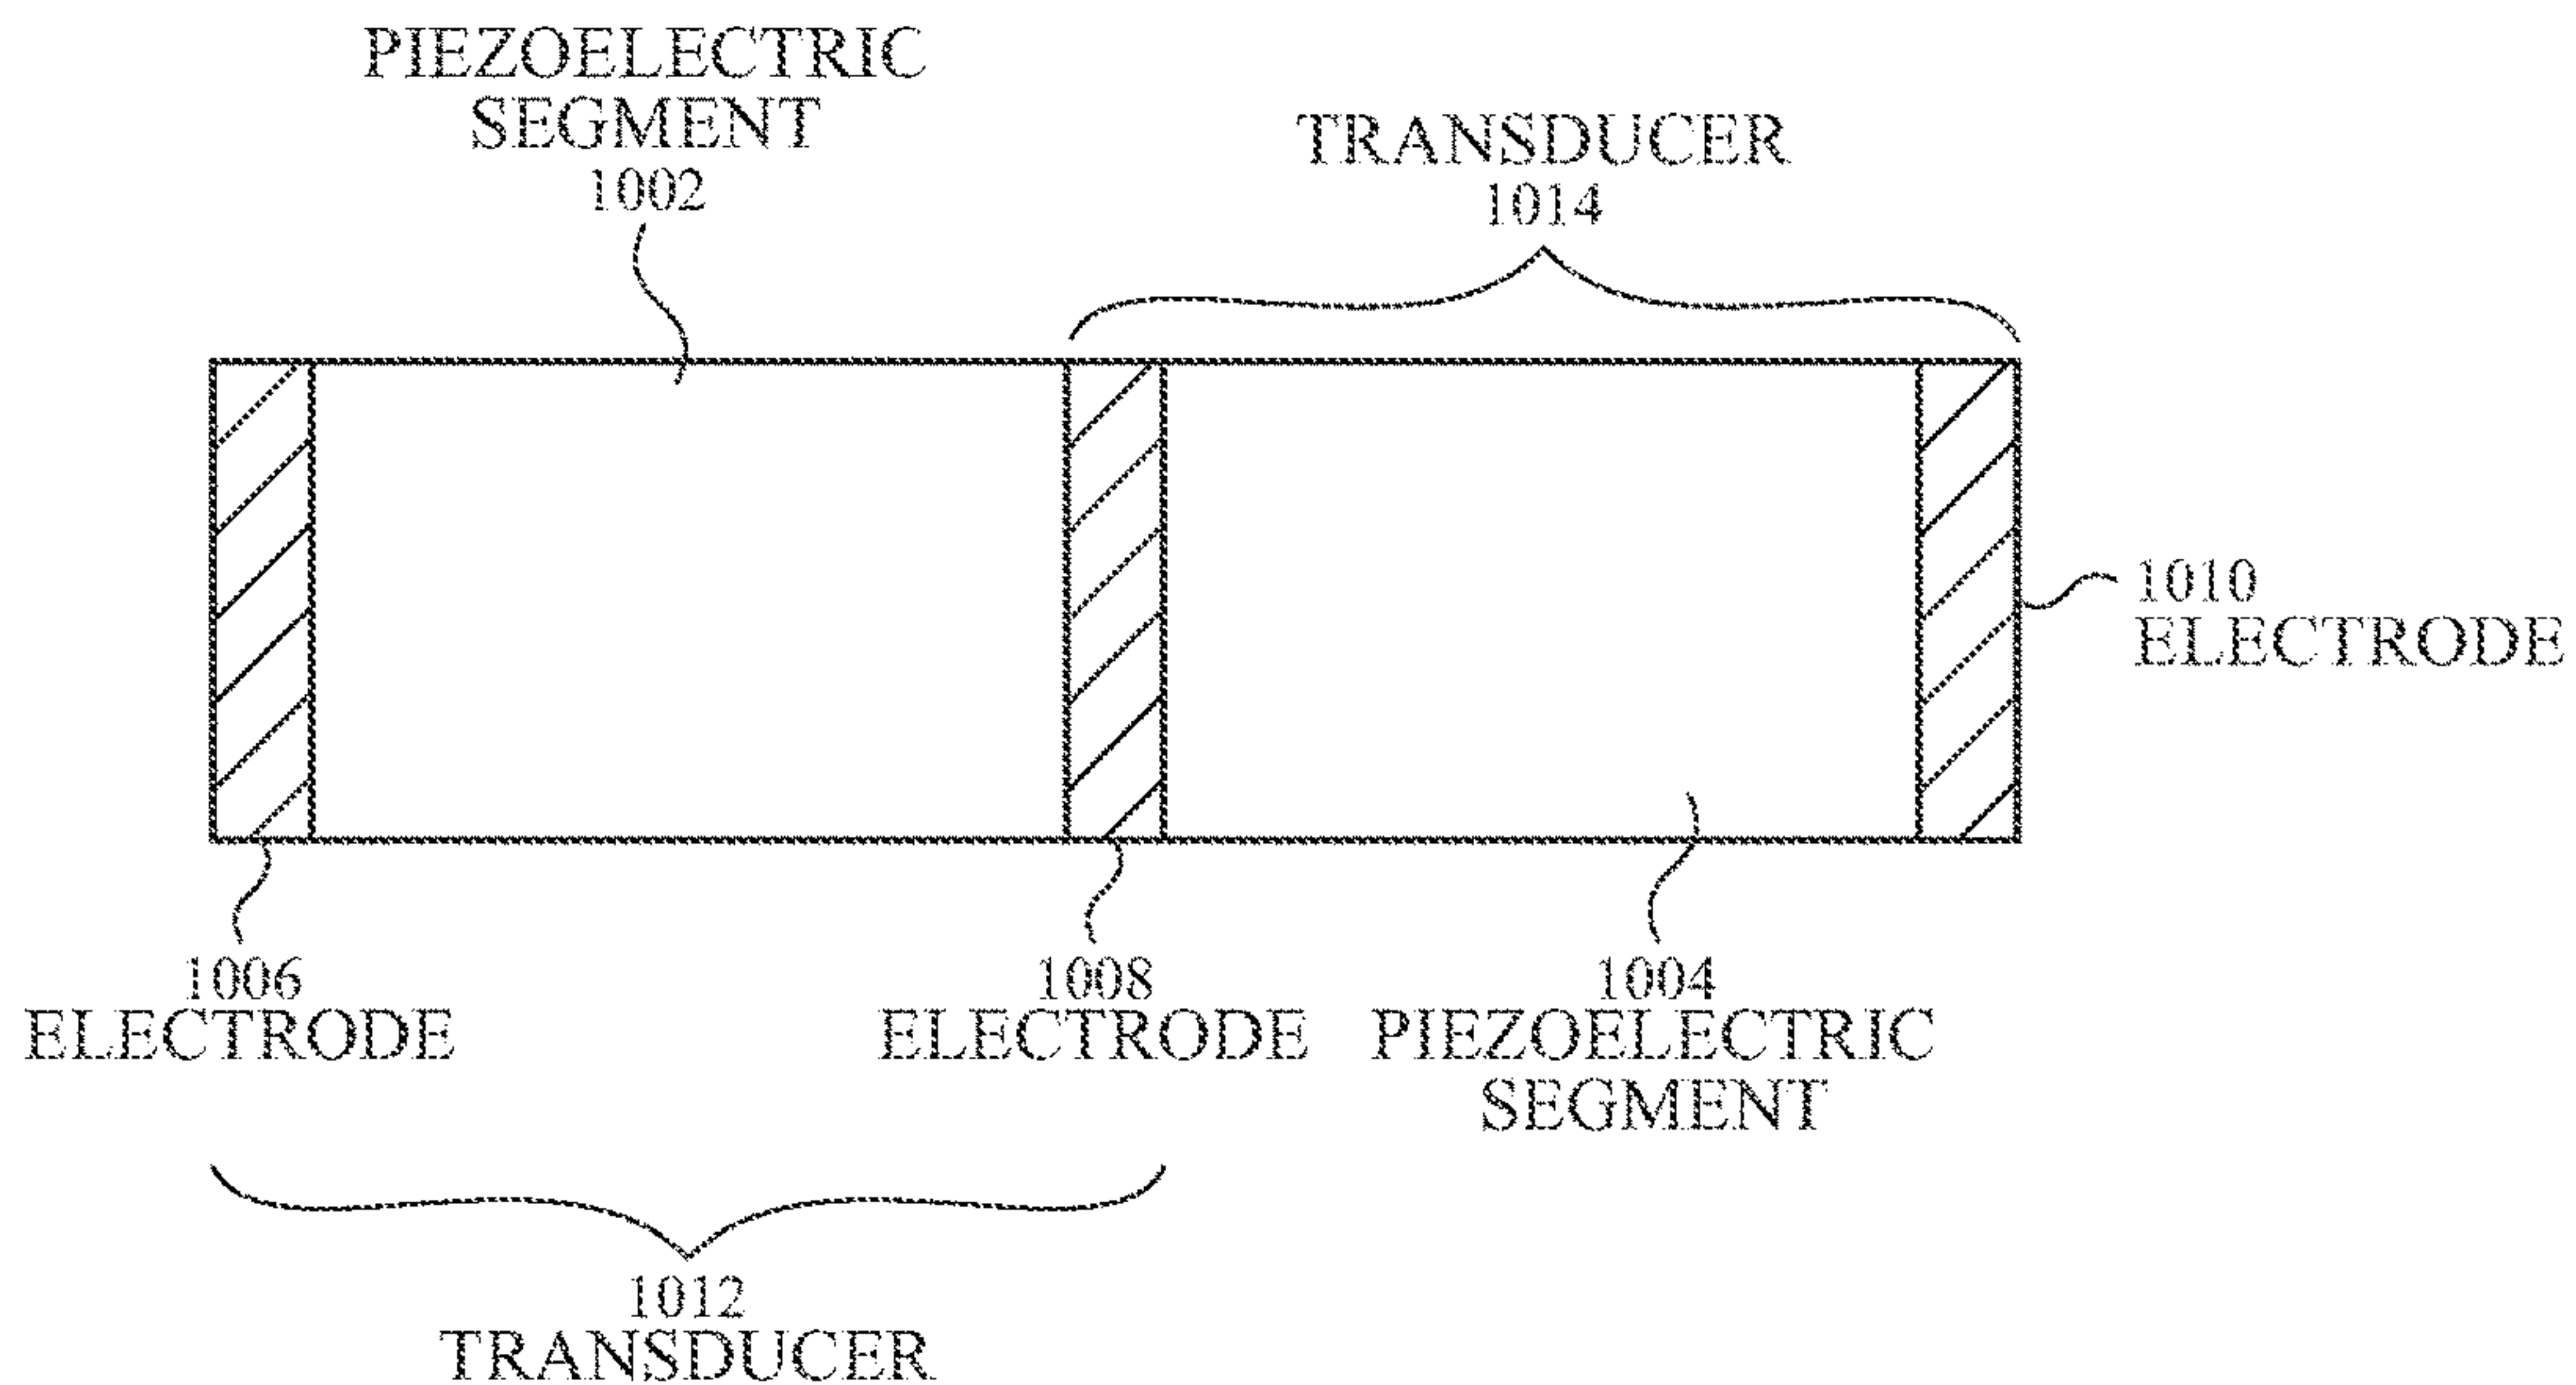 PIEZOELECTRIC
SEGMENT
1002
TRANSDUCER
1014
1010
ELECTRODE
1006
ELECTRODE
1008
ELECTRODE
1004
PIEZOELECTRIC
SEGMENT
1012
TRANSDUCER